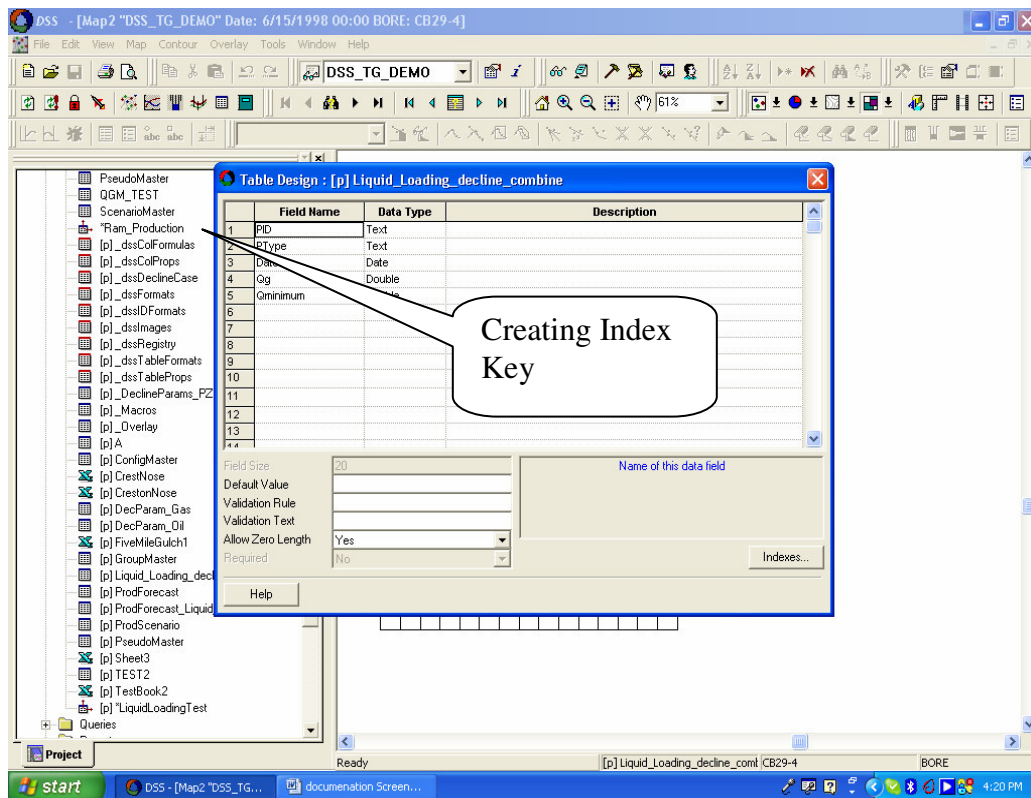 DSS - [Map2 "DSS_TG_DEMO" Date: 6/15/1998 00:00 BORE: CB29-4]
File Edit View Map Contour Overlay Tools Window Help
DSS_TG_DEMO
61%
abc abc
PseudoMaster
QGM_TEST
ScenarioMaster
*Ram_Production
[p] _dssColFormulas
[p] _dssColProps
[p] _dssDeclineCase
[p] _dssFormats
[p] _dssIDFormats
[p] _dssImages
[p] _dssRegistry
[p] _dssTableFormats
[p] _dssTableProps
[p] _DeclineParams_PZ
[p] _Macros
[p] _Overlay
[p] A
[p] ConfigMaster
[p] CrestNose
[p] CrestonNose
[p] DecParam_Gas
[p] DecParam_Oil
[p] FiveMileGulch1
[p] GroupMaster
[p] Liquid_Loading_decl
[p] ProdForecast
[p] ProdForecast_Liquid
[p] ProdScenario
[p] PseudoMaster
[p] Sheet3
[p] TEST2
[p] TestBook2
[p] *LiquidLoadingTest
Queries
Project
Table Design : [p] Liquid_Loading_decline_combine
Field Name Data Type Description
1 PID Text
2 PType Text
3 Date Date
4 Qg Double
5 Qminimum
6
7
8
9
10
11
12
13
14
Creating Index
Key
Field Size 20
Default Value
Validation Rule
Validation Text
Allow Zero Length Yes
Required No
Name of this data field
Indexes...
Help
Ready [p] Liquid_Loading_decline_coml CB29-4 BORE
start DSS - [Map2 "DSS_TG... documenation Screen... 4:20 PM